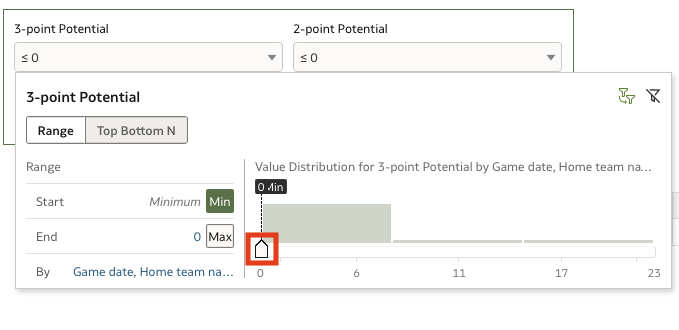 3-point Potential 2-point Potential
≤ 0 ≤ 0
3-point Potential
Range Top Bottom N
Range
Start Minimum Min
End 0 Max
By Game date, Home team na...
Value Distribution for 3-point Potential by Game date, Home team na...
0 Min
0 6 11 17 23